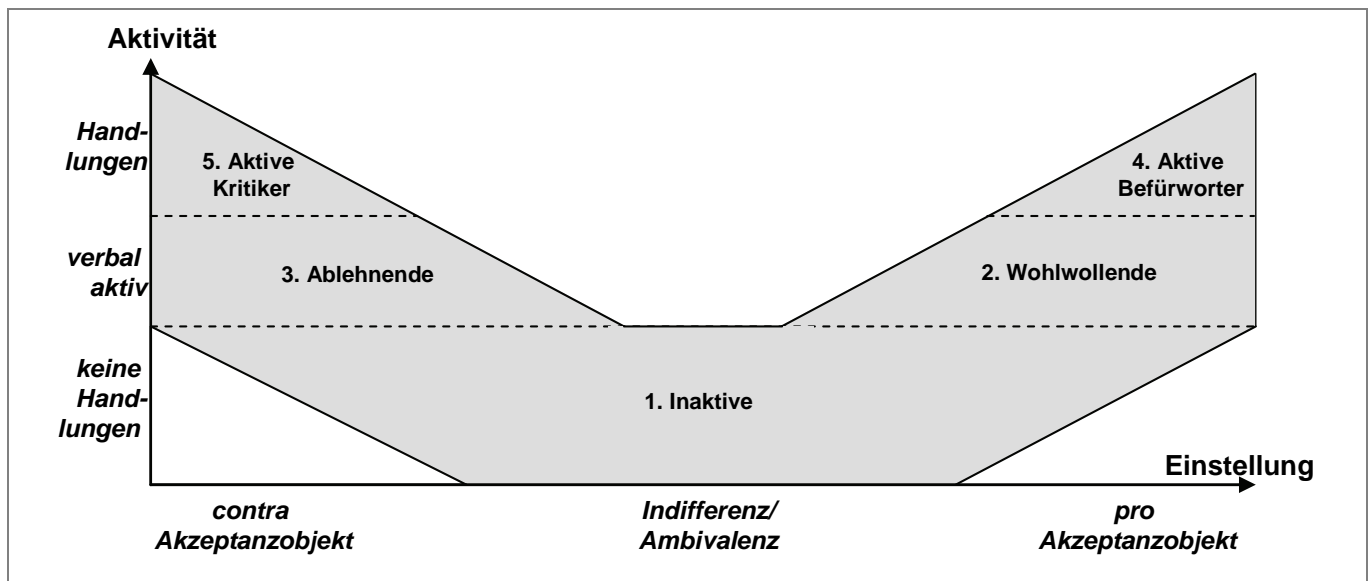 Aktivität
Hand-
lungen
5. Aktive
Kritiker
4. Aktive
Befürworter
verbal
aktiv
3. Ablehnende
2. Wohlwollende
keine
Hand-
lungen
1. Inaktive
Einstellung
contra
Akzeptanzobjekt
Indifferenz/
Ambivalenz
pro
Akzeptanzobjekt